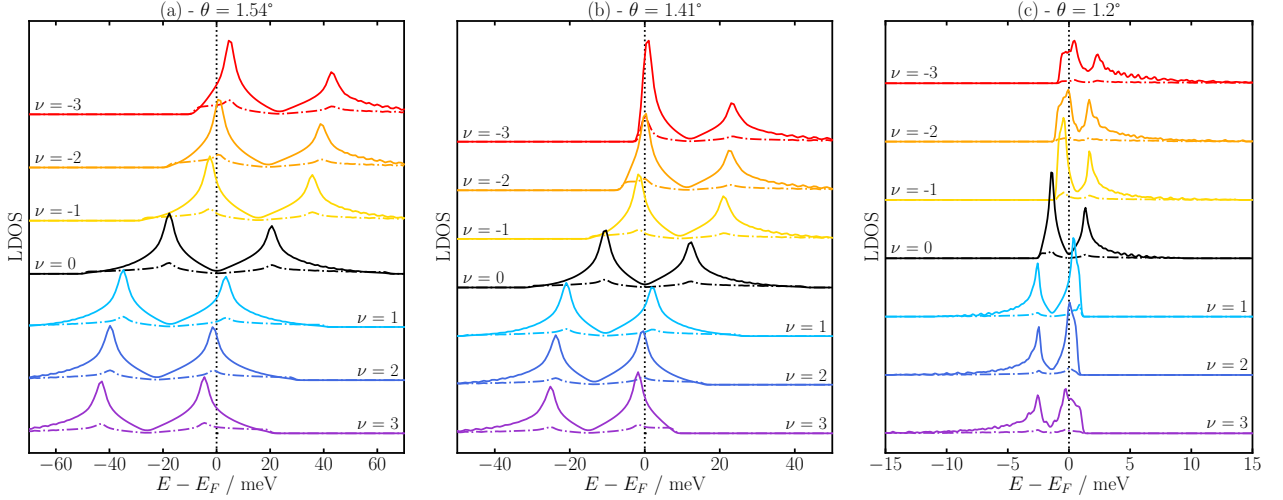 (a) - θ = 1.54°
LDOS
ν = -3
ν = -2
ν = -1
ν = 0
ν = 1
ν = 2
ν = 3
−60 −40 −20 0 20 40 60
E − E_F / meV
(b) - θ = 1.41°
LDOS
ν = -3
ν = -2
ν = -1
ν = 0
ν = 1
ν = 2
ν = 3
−40 −20 0 20 40
E − E_F / meV
(c) - θ = 1.2°
LDOS
ν = -3
ν = -2
ν = -1
ν = 0
ν = 1
ν = 2
ν = 3
−15 −10 −5 0 5 10 15
E − E_F / meV